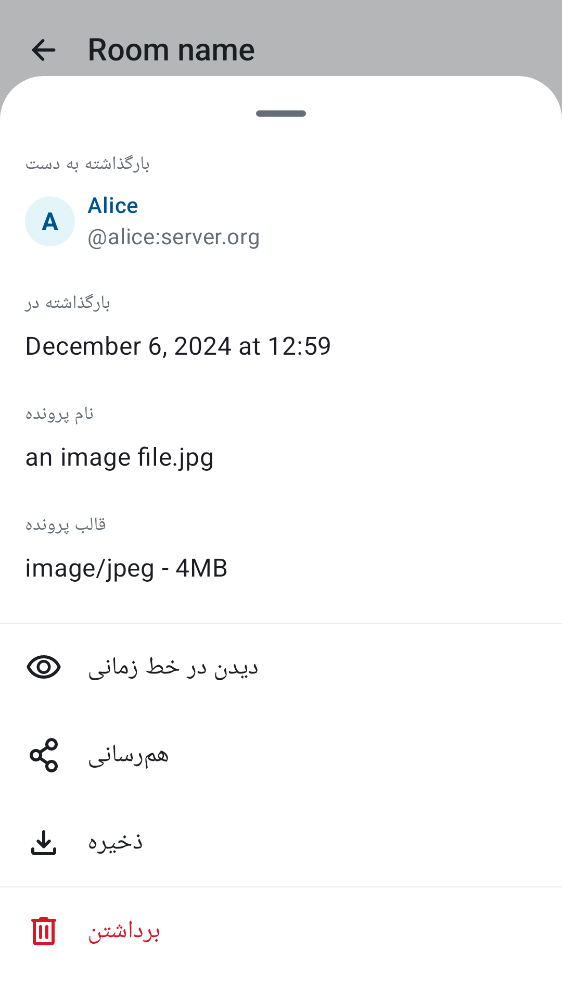 Room name
بارگذاشته به دست
A
Alice
@alice:server.org
بارگذاشته در
December 6, 2024 at 12:59
نام پرونده
an image file.jpg
قالب پرونده
image/jpeg - 4MB
دیدن در خط زمانی
هم‌رسانی
ذخیره
برداشتن